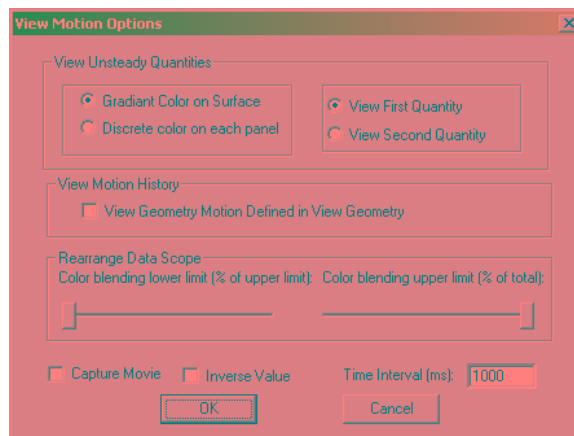 View Motion Options
View Unsteady Quantities
Gradiant Color on Surface
Discrete color on each panel
View First Quantity
View Second Quantity
View Motion History
View Geometry Motion Defined in View Geometry
Rearrange Data Scope
Color blending lower limit (% of upper limit): Color blending upper limit (% of total):
Capture Movie Inverse Value Time Interval (ms): 1000
OK Cancel